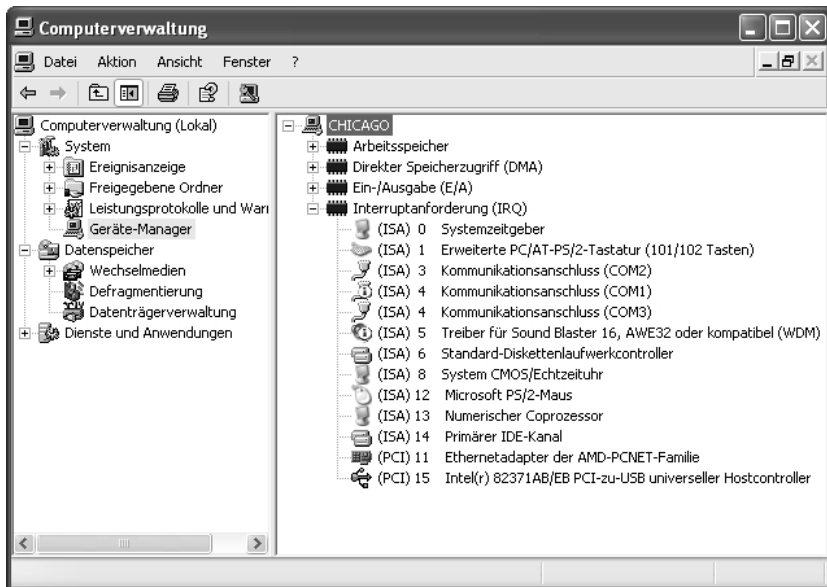 Computerverwaltung
Datei Aktion Ansicht Fenster ?
Computerverwaltung (Lokal)
System
Ereignisanzeige
Freigegebene Ordner
Leistungsprotokolle und Warr
Geräte-Manager
Datenspeicher
Wechselmedien
Defragmentierung
Datenträgerverwaltung
Dienste und Anwendungen
CHICAGO
Arbeitsspeicher
Direkter Speicherzugriff (DMA)
Ein-/Ausgabe (E/A)
Interruptanforderung (IRQ)
(ISA) 0 Systemzeitgeber
(ISA) 1 Erweiterte PC/AT-PS/2-Tastatur (101/102 Tasten)
(ISA) 3 Kommunikationsanschluss (COM2)
(ISA) 4 Kommunikationsanschluss (COM1)
(ISA) 4 Kommunikationsanschluss (COM3)
(ISA) 5 Treiber für Sound Blaster 16, AWE32 oder kompatibel (WDM)
(ISA) 6 Standard-Diskettenlaufwerkcontroller
(ISA) 8 System CMOS/Echtzeituhr
(ISA) 12 Microsoft PS/2-Maus
(ISA) 13 Numerischer Coprozessor
(ISA) 14 Primärer IDE-Kanal
(PCI) 11 Ethernetadapter der AMD-PCNET-Familie
(PCI) 15 Intel(r) 82371AB/EB PCI-zu-USB universeller Hostcontroller